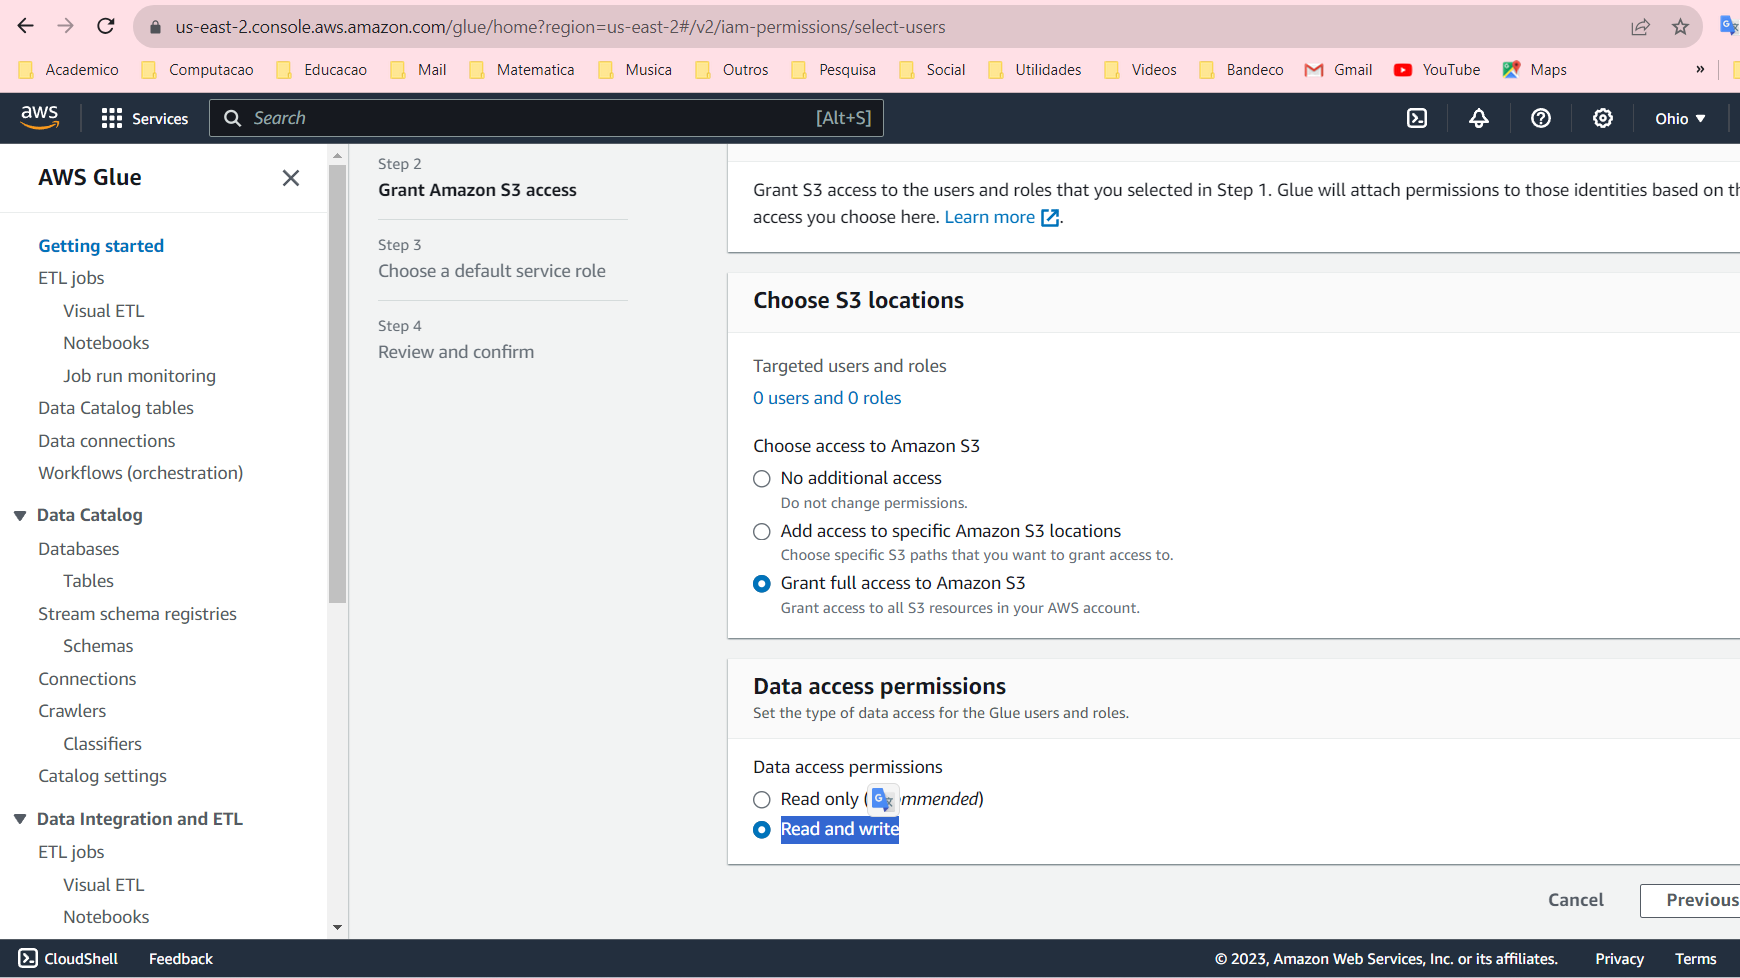 us-east-2.console.aws.amazon.com/glue/home?region=us-east-2#/v2/iam-permissions/select-users
Academico Computacao Educacao Mail Matematica Musica Outros Pesquisa Social Utilidades Videos Bandeco Gmail YouTube Maps »
aws Services Search [Alt+S] Ohio
AWS Glue
Getting started
ETL jobs
Visual ETL
Notebooks
Job run monitoring
Data Catalog tables
Data connections
Workflows (orchestration)
Data Catalog
Databases
Tables
Stream schema registries
Schemas
Connections
Crawlers
Classifiers
Catalog settings
Data Integration and ETL
ETL jobs
Visual ETL
Notebooks
Step 2
Grant Amazon S3 access
Step 3
Choose a default service role
Step 4
Review and confirm
Grant S3 access to the users and roles that you selected in Step 1. Glue will attach permissions to those identities based on
access you choose here. Learn more .
Choose S3 locations
Targeted users and roles
0 users and 0 roles
Choose access to Amazon S3
No additional access
Do not change permissions.
Add access to specific Amazon S3 locations
Choose specific S3 paths that you want to grant access to.
Grant full access to Amazon S3
Grant access to all S3 resources in your AWS account.
Data access permissions
Set the type of data access for the Glue users and roles.
Data access permissions
Read only (
Read and write
Cancel Previous
CloudShell Feedback © 2023, Amazon Web Services, Inc. or its affiliates. Privacy Terms